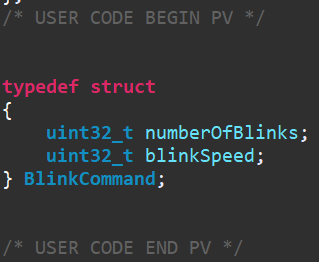 /* USER CODE BEGIN PV */
typedef struct
{
    uint32_t numberOfBlinks;
    uint32_t blinkSpeed;
} BlinkCommand;
/* USER CODE END PV */